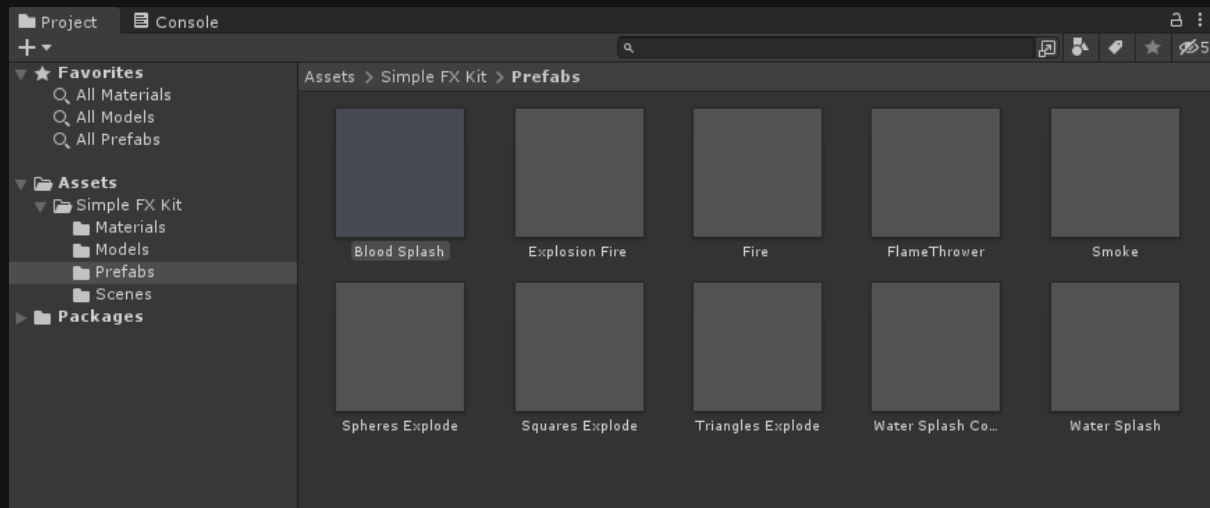 Project
Console
5
Favorites
All Materials
All Models
All Prefabs
Assets
Simple FX Kit
Materials
Models
Prefabs
Scenes
Packages
Assets > Simple FX Kit > Prefabs
Blood Splash
Explosion Fire
Fire
FlameThrower
Smoke
Spheres Explode
Squares Explode
Triangles Explode
Water Splash Co...
Water Splash